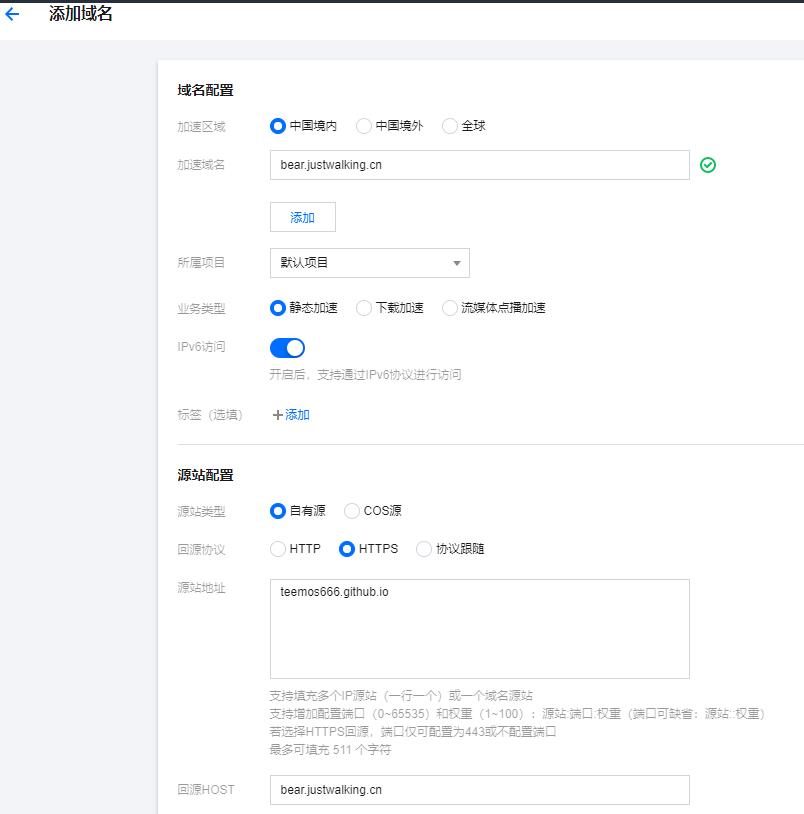 添加域名
域名配置
加速区域 中国境内 中国境外 全球
加速域名 bear.justwalking.cn
添加
所属项目 默认项目
业务类型 静态加速 下载加速 流媒体点播加速
IPv6访问
开启后，支持通过IPv6协议进行访问
标签（选填） 添加
源站配置
源站类型 自有源 COS源
回源协议 HTTP HTTPS 协议跟随
源站地址 teemos666.github.io
支持填充多个IP源站（一行一个）或一个域名源站
支持增加配置端口（0~65535）和权重（1~100）：源站:端口:权重（端口可缺省：源站::权重）
若选择HTTPS回源，端口仅可配置为443或不配置端口
最多可填充 511 个字符
回源HOST bear.justwalking.cn